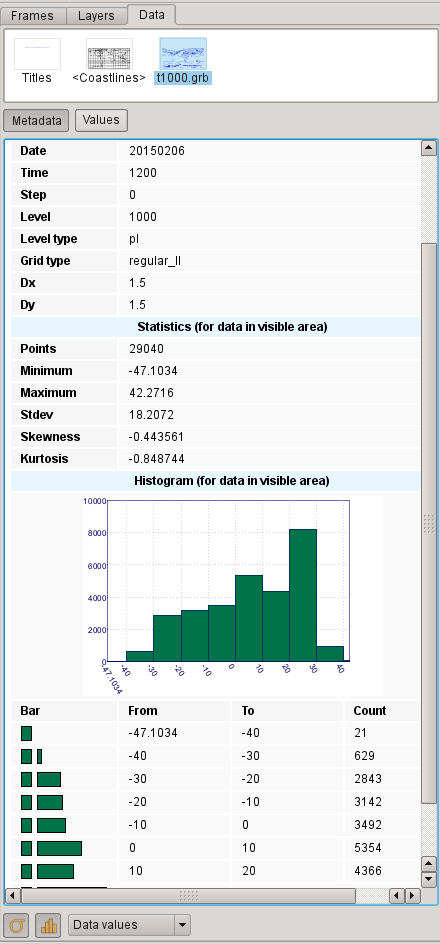 Frames Layers Data
Titles <Coastlines> t1000.grb
Metadata Values
Date 20150206
Time 1200
Step 0
Level 1000
Level type pl
Grid type regular_ll
Dx 1.5
Dy 1.5
Statistics (for data in visible area)
Points 29040
Minimum -47.1034
Maximum 42.2716
Stdev 18.2072
Skewness -0.443561
Kurtosis -0.848744
Histogram (for data in visible area)
10000
8000
6000
4000
2000
0
-47.1034 -40 -30 -20 -10 0 10 20 30 40
Bar From To Count
-47.1034 -40 21
-40 -30 629
-30 -20 2843
-20 -10 3142
-10 0 3492
0 10 5354
10 20 4366
Data values